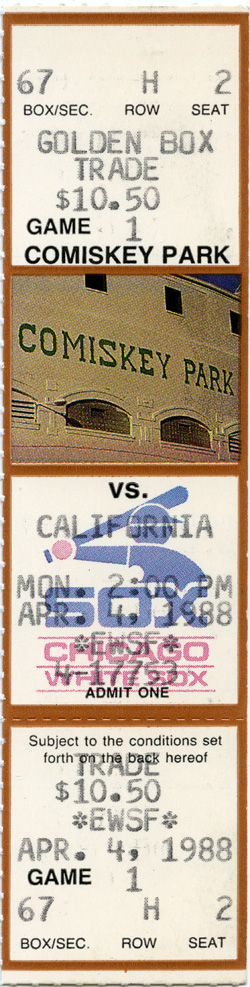 67 H 2
BOX/SEC. ROW SEAT
GOLDEN BOX
TRADE
$10.50
GAME 1
COMISKEY PARK
COMISKEY PARK
VS.
CALIFORNIA
MON. 2:00 PM
APR. 4, 1988
SOX
*EWSF*
CHICAGO
WHITE SOX
ADMIT ONE
Subject to the conditions set
forth on the back hereof
TRADE
$10.50
*EWSF*
APR. 4, 1988
GAME 1
67 H 2
BOX/SEC. ROW SEAT